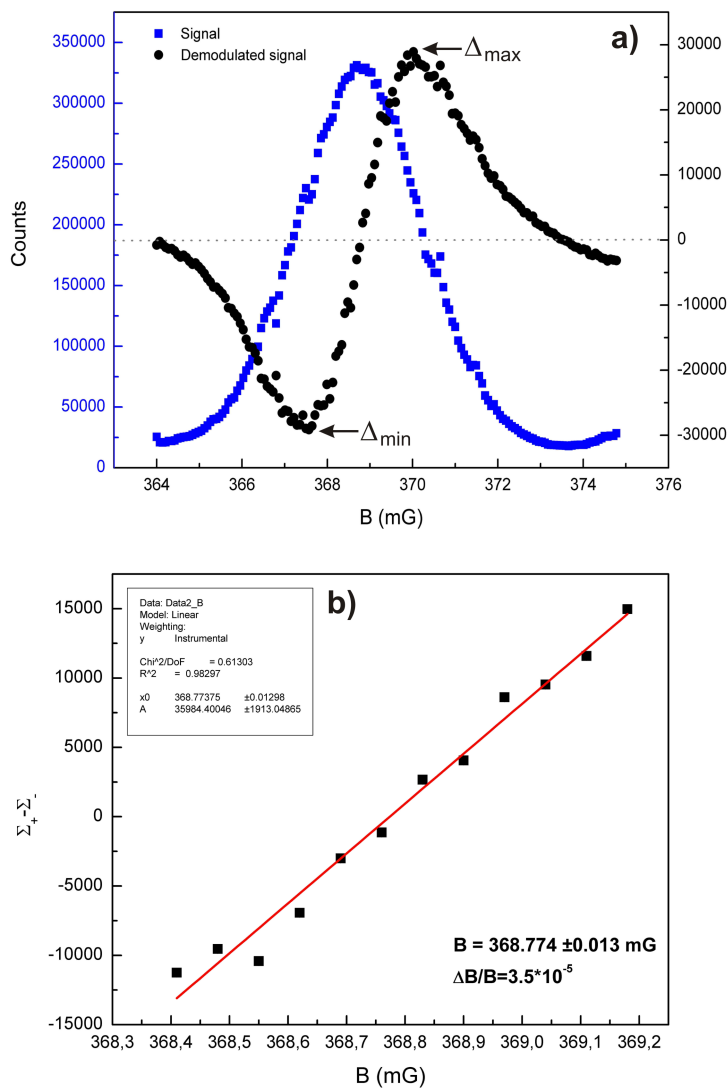 Signal
Demodulated signal
a)
Δmax
Δmin
Counts
350000
300000
250000
200000
150000
100000
50000
0
30000
20000
10000
0
-10000
-20000
-30000
364 366 368 370 372 374 376
B (mG)
b)
Data: Data2_B
Model: Linear
Weighting:
y Instrumental
Chi^2/DoF = 0.61303
R^2 = 0.98297
x0 368.77375 ±0.01298
A 35984.40046 ±1913.04865
Σ+-Σ-
15000
10000
5000
0
-5000
-10000
-15000
B = 368.774 ±0.013 mG
ΔB/B=3.5*10-5
368,3 368,4 368,5 368,6 368,7 368,8 368,9 369,0 369,1 369,2
B (mG)